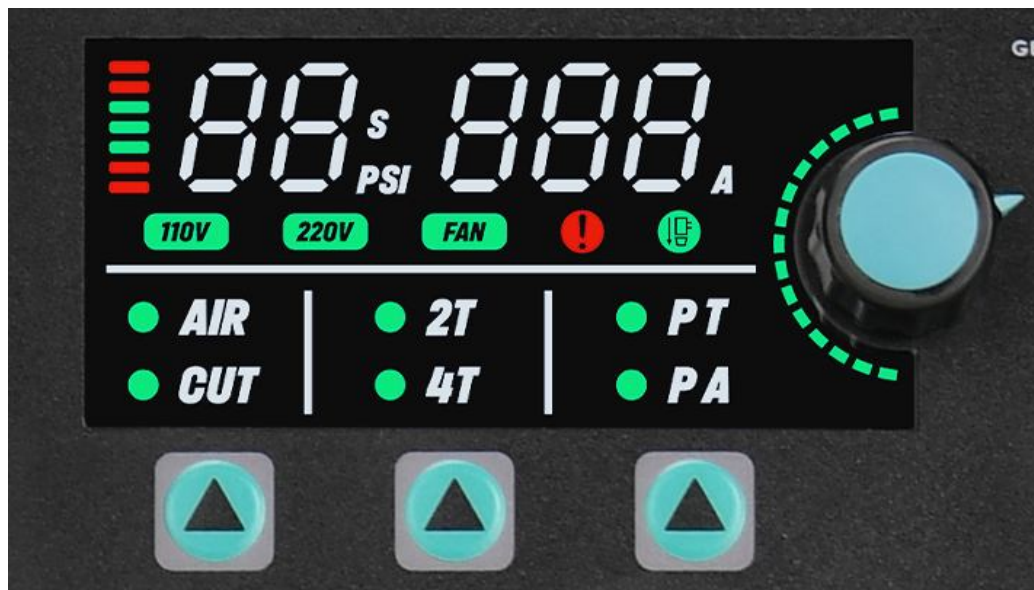 88 S 888
PSI A
110V 220V FAN !
AIR 2T PT
CUT 4T PA